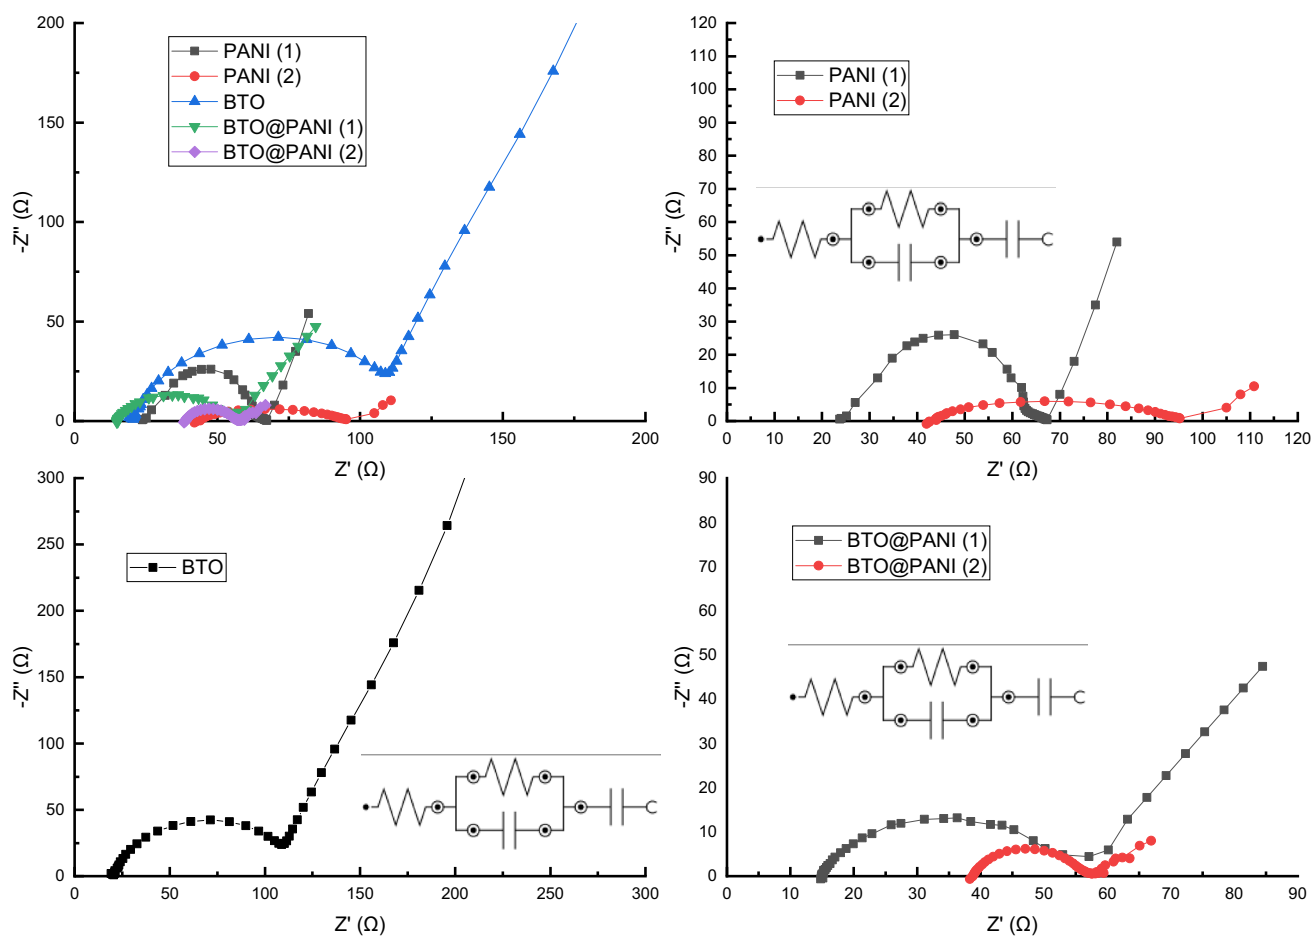 200
150
100
50
0
-Z'' (Ω)
PANI (1)
PANI (2)
BTO
BTO@PANI (1)
BTO@PANI (2)
0 50 100 150 200
Z' (Ω)
120
110
100
90
80
70
60
50
40
30
20
10
0
-Z'' (Ω)
PANI (1)
PANI (2)
0 10 20 30 40 50 60 70 80 90 100 110 120
Z' (Ω)
300
250
200
150
100
50
0
-Z'' (Ω)
BTO
0 50 100 150 200 250 300
Z' (Ω)
90
80
70
60
50
40
30
20
10
0
-Z'' (Ω)
BTO@PANI (1)
BTO@PANI (2)
0 10 20 30 40 50 60 70 80 90
Z' (Ω)